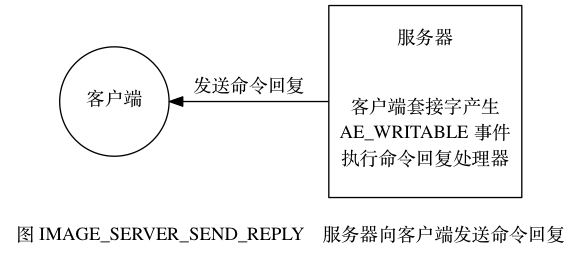 服务器
客户端
发送命令回复
客户端套接字产生
AE_WRITABLE 事件
执行命令回复处理器
图 IMAGE_SERVER_SEND_REPLY 服务器向客户端发送命令回复